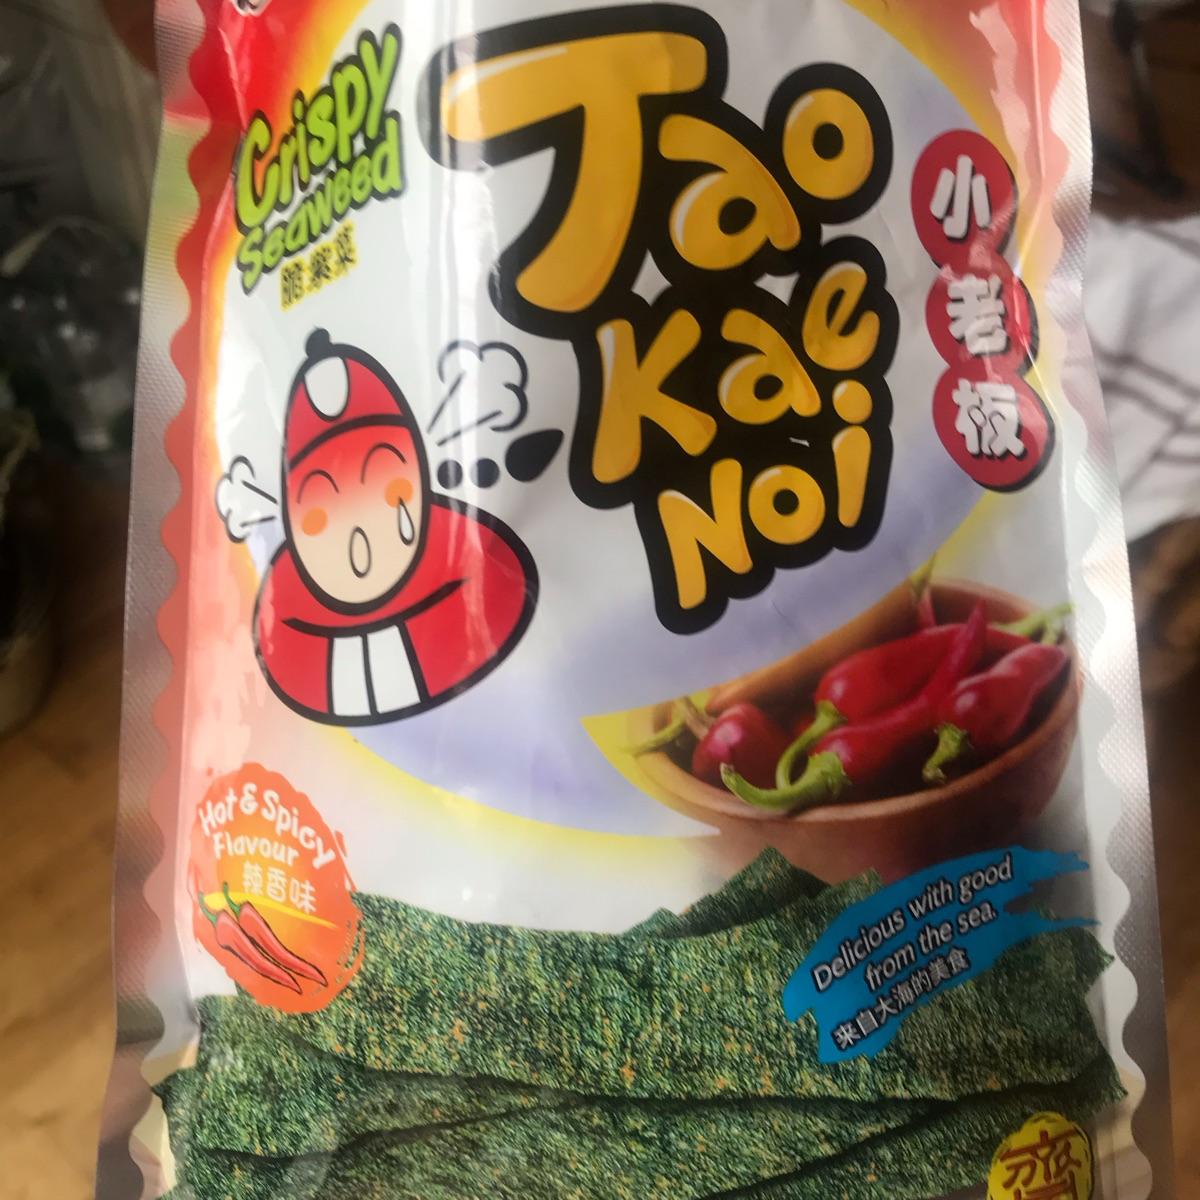 Crispy
Seaweed
脆紫菜
Tao
Kae
Noi
小老板
Hot & Spicy
Flavour
辣香味
Delicious with good
from the sea.
来自大海的美食
齋